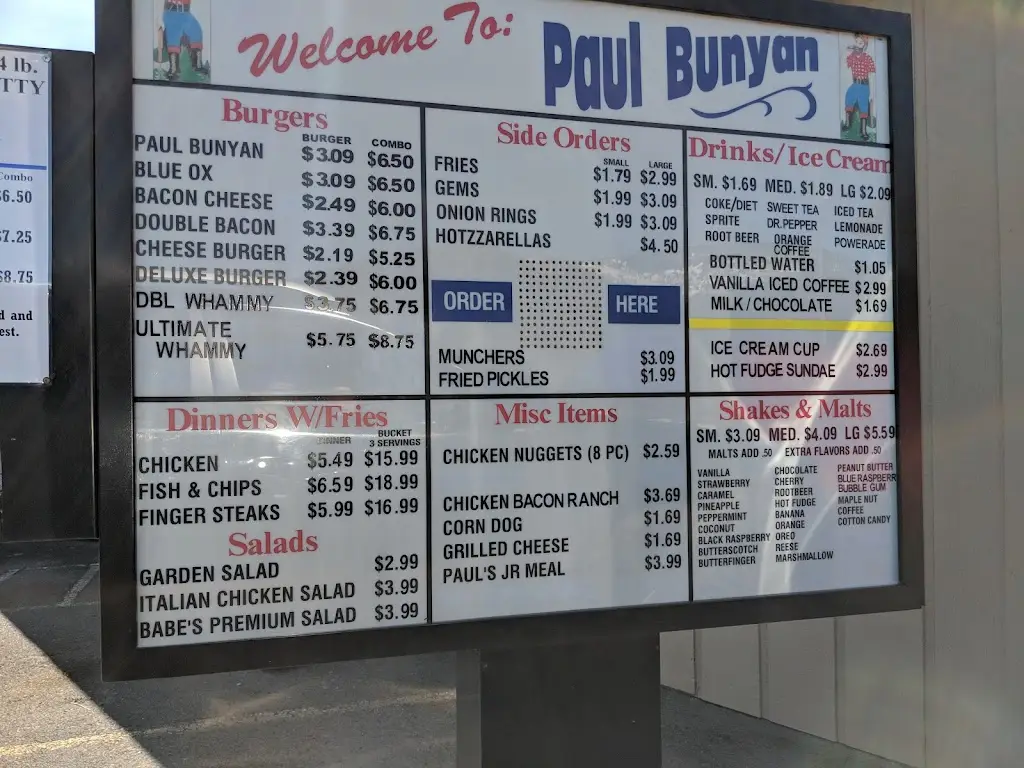 4 lb.
TTY
Combo
$6.50
$7.25
$8.75
d and
est.
Welcome To: Paul Bunyan
Burgers
BURGER COMBO
PAUL BUNYAN $3.09 $6.50
BLUE OX $3.09 $6.50
BACON CHEESE $2.49 $6.00
DOUBLE BACON $3.39 $6.75
CHEESE BURGER $2.19 $5.25
DELUXE BURGER $2.39 $6.00
DBL WHAMMY $3.75 $6.75
ULTIMATE
WHAMMY $5.75 $8.75
Side Orders
SMALL LARGE
FRIES $1.79 $2.99
GEMS $1.99 $3.09
ONION RINGS $1.99 $3.09
HOTZZARELLAS $4.50
ORDER HERE
MUNCHERS $3.09
FRIED PICKLES $1.99
Drinks/Ice Cream
SM. $1.69 MED. $1.89 LG $2.09
COKE/DIET SWEET TEA ICED TEA
SPRITE DR.PEPPER LEMONADE
ROOT BEER ORANGE POWERADE
COFFEE
BOTTLED WATER $1.05
VANILLA ICED COFFEE $2.99
MILK/CHOCOLATE $1.69
ICE CREAM CUP $2.69
HOT FUDGE SUNDAE $2.99
Dinners W/Fries
DINNER BUCKET
3 SERVINGS
CHICKEN $5.49 $15.99
FISH & CHIPS $6.59 $18.99
FINGER STEAKS $5.99 $16.99
Salads
GARDEN SALAD $2.99
ITALIAN CHICKEN SALAD $3.99
BABE'S PREMIUM SALAD $3.99
Misc Items
CHICKEN NUGGETS (8 PC) $2.59
CHICKEN BACON RANCH $3.69
CORN DOG $1.69
GRILLED CHEESE $1.69
PAUL'S JR MEAL $3.99
Shakes & Malts
SM. $3.09 MED. $4.09 LG $5.59
MALTS ADD .50 EXTRA FLAVORS ADD .50
VANILLA CHOCOLATE PEANUT BUTTER
STRAWBERRY CHERRY BLUE RASPBERR
CARAMEL ROOTBEER BUBBLE GUM
PINEAPPLE HOT FUDGE MAPLE NUT
PEPPERMINT BANANA COFFEE
COCONUT ORANGE COTTON CANDY
BLACK RASPBERRY OREO
BUTTERSCOTCH REESE
BUTTERFINGER MARSHMALLOW